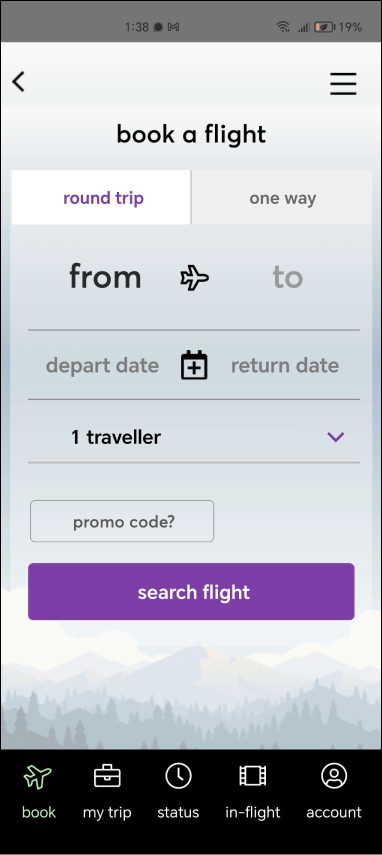 1:38 19%
book a flight
round trip one way
from to
depart date return date
1 traveller
promo code?
search flight
book my trip status in-flight account